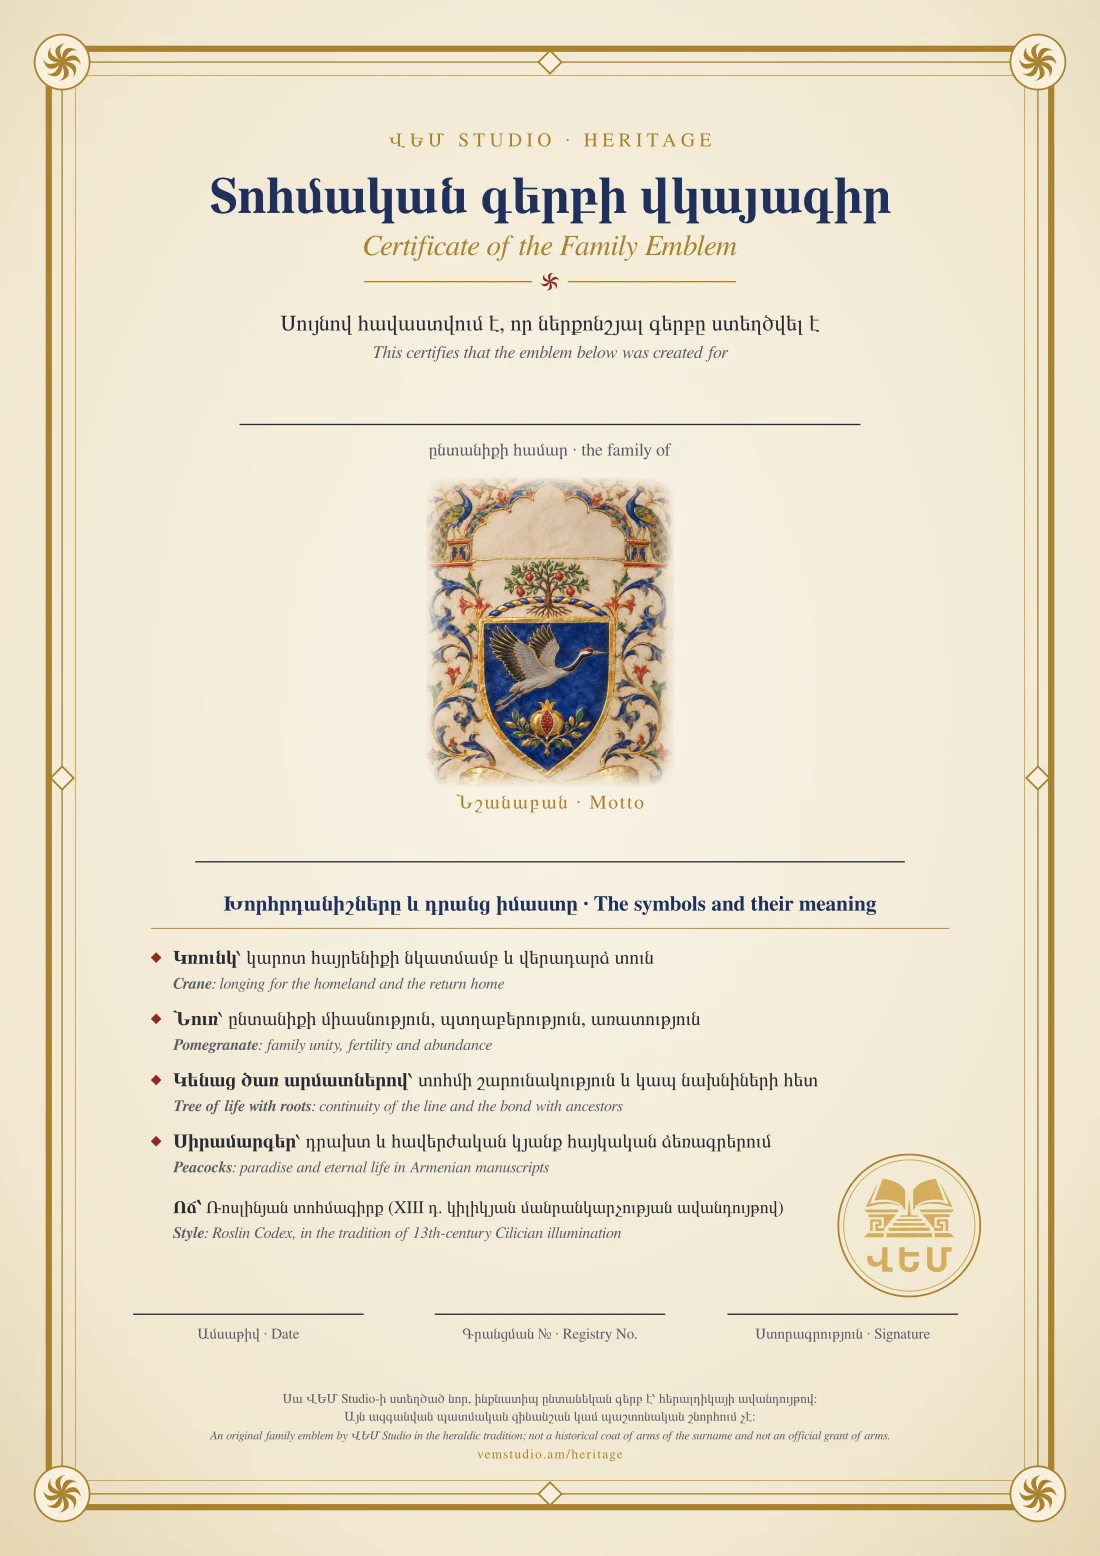 ՎԵՄ STUDIO · HERITAGE
Տոհմական գերբի վկայագիր
Certificate of the Family Emblem
Սույնով հավաստվում է, որ ներքոնշյալ գերբը ստեղծվել է
This certifies that the emblem below was created for
ընտանիքի համար · the family of
Նշանաբան · Motto
Խորհրդանիշները և դրանց իմաստը · The symbols and their meaning
Կռունկ՝ կարոտ հայրենիքի նկատմամբ և վերադարձ տուն
Crane: longing for the homeland and the return home
Նուռ՝ ընտանիքի միասնություն, պտղաբերություն, առատություն
Pomegranate: family unity, fertility and abundance
Կենաց ծառ արմատներով՝ տոհմի շարունակություն և կապ նախնիների հետ
Tree of life with roots: continuity of the line and the bond with ancestors
Սիրամարգեր՝ դրախտ և հավերժական կյանք հայկական ձեռագրերում
Peacocks: paradise and eternal life in Armenian manuscripts
Ոճ՝ Ռոսլինյան տոհմագիրք (XIII դ. կիլիկյան մանրանկարչության ավանդույթով)
Style: Roslin Codex, in the tradition of 13th-century Cilician illumination
ՎԵՄ
Ամսաթիվ · Date
Գրանցման № · Registry No.
Ստորագրություն · Signature
Սա ՎԵՄ Studio-ի ստեղծած նոր, ինքնատիպ ընտանեկան գերբ է՝ հերալդիկայի ավանդույթով:
Այն ազգանվան պատմական զինանշան կամ պաշտոնական շնորհում չէ:
An original family emblem by ՎԵՄ Studio in the heraldic tradition; not a historical coat of arms of the surname and not an official grant of arms.
vemstudio.am/heritage